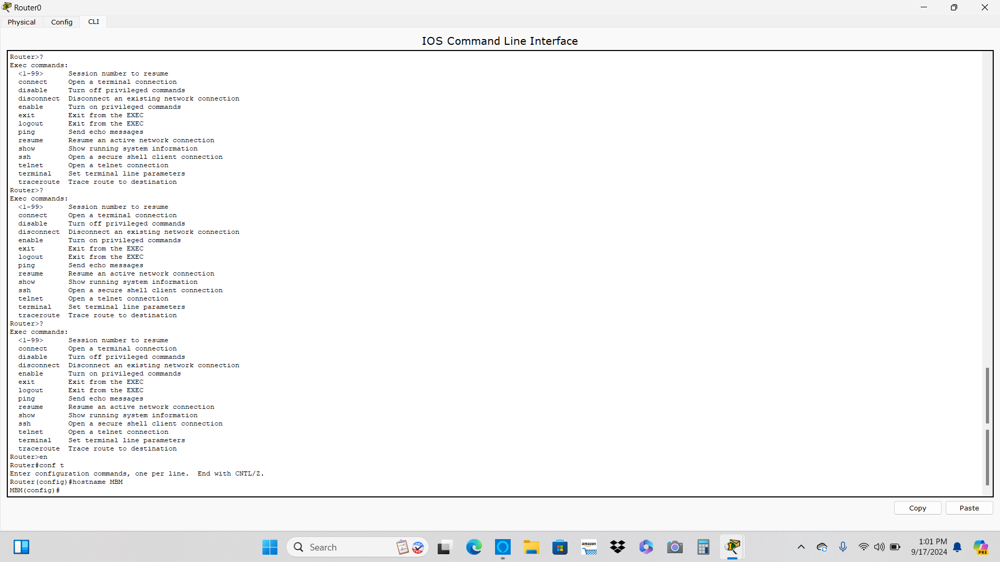 Router0
Physical Config CLI
IOS Command Line Interface
Router>?
Exec commands:
<1-99> Session number to resume
connect Open a terminal connection
disable Turn off privileged commands
disconnect Disconnect an existing network connection
enable Turn on privileged commands
exit Exit from the EXEC
logout Exit from the EXEC
ping Send echo messages
resume Resume an active network connection
show Show running system information
ssh Open a secure shell client connection
telnet Open a telnet connection
terminal Set terminal line parameters
traceroute Trace route to destination
Router>?
Exec commands:
<1-99> Session number to resume
connect Open a terminal connection
disable Turn off privileged commands
disconnect Disconnect an existing network connection
enable Turn on privileged commands
exit Exit from the EXEC
logout Exit from the EXEC
ping Send echo messages
resume Resume an active network connection
show Show running system information
ssh Open a secure shell client connection
telnet Open a telnet connection
terminal Set terminal line parameters
traceroute Trace route to destination
Router>?
Exec commands:
<1-99> Session number to resume
connect Open a terminal connection
disable Turn off privileged commands
disconnect Disconnect an existing network connection
enable Turn on privileged commands
exit Exit from the EXEC
logout Exit from the EXEC
ping Send echo messages
resume Resume an active network connection
show Show running system information
ssh Open a secure shell client connection
telnet Open a telnet connection
terminal Set terminal line parameters
traceroute Trace route to destination
Router>en
Router#conf t
Enter configuration commands, one per line.  End with CNTL/Z.
Router(config)#hostname MBM
MBM(config)#
Copy Paste
Search
amazon
1:01 PM
9/17/2024
PRE